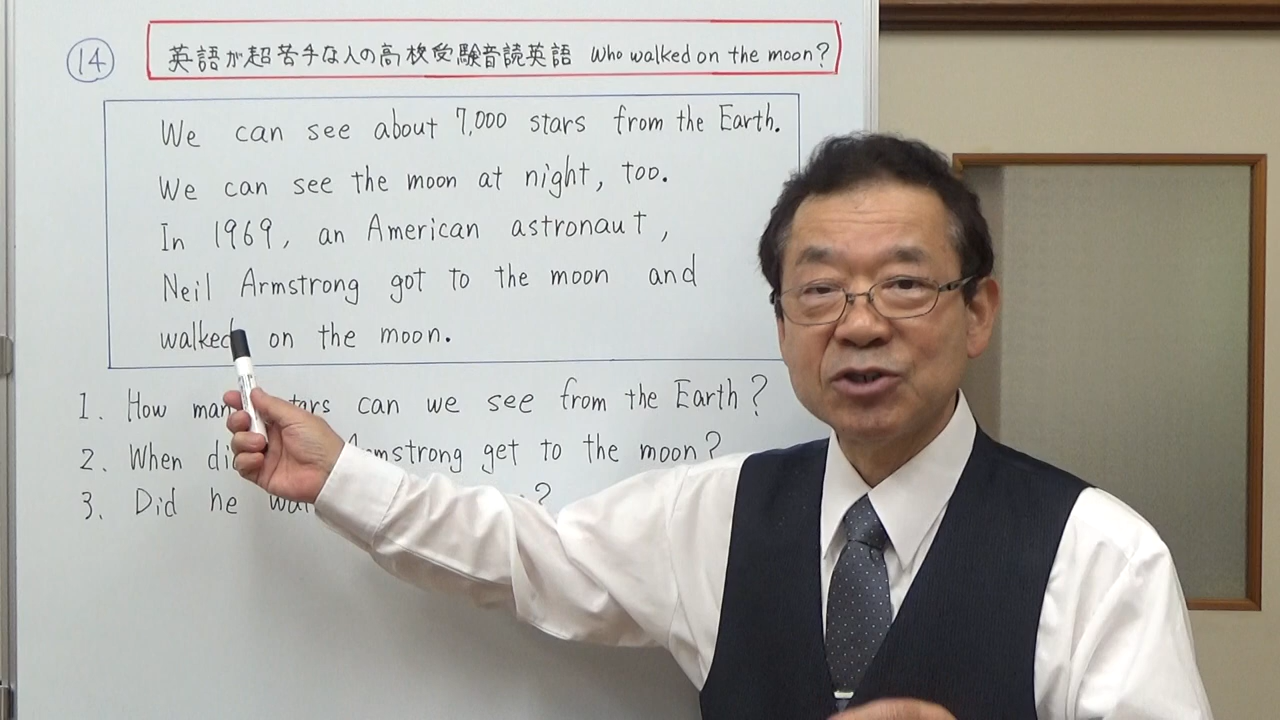 14 英語が超苦手な人の高校受験音読英語 Who walked on the moon?
We can see about 7,000 stars from the Earth.
We can see the moon at night, too.
In 1969, an American astronaut,
Neil Armstrong got to the moon and
walked on the moon.
1. How man tars can we see from the Earth?
2. When di mstrong get to the moon?
3. Did he wal ?